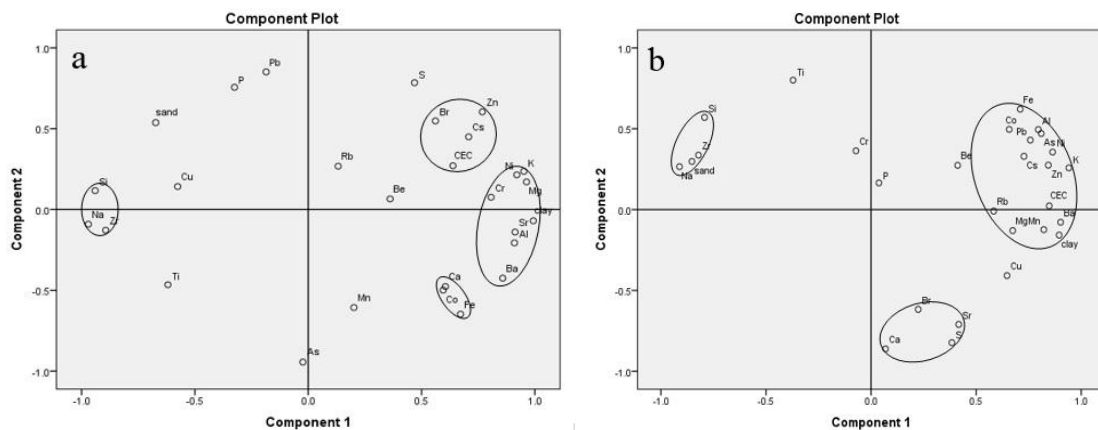 Component Plot
a
1.0
0.5
0.0
-0.5
-1.0
Component 2
-1.0
-0.5
0.0
0.5
1.0
Component 1
Pb
P
S
sand
Zn
Br
Cs
CEC
Rb
Ni
K
Si
Cu
Be
Cr
Mg
Na
Zr
clay
Sr
Al
Ti
Ba
Ca
Co
Fe
Mn
As
Component Plot
b
1.0
0.5
0.0
-0.5
-1.0
Component 2
-1.0
-0.5
0.0
0.5
1.0
Component 1
Ti
Si
Fe
Co
Al
Pb
As
Ni
Cr
Zr
sand
Na
Be
Cs
K
Zn
P
CEC
Rb
Ba
Mg
Mn
clay
Cu
Br
Sr
S
Ca